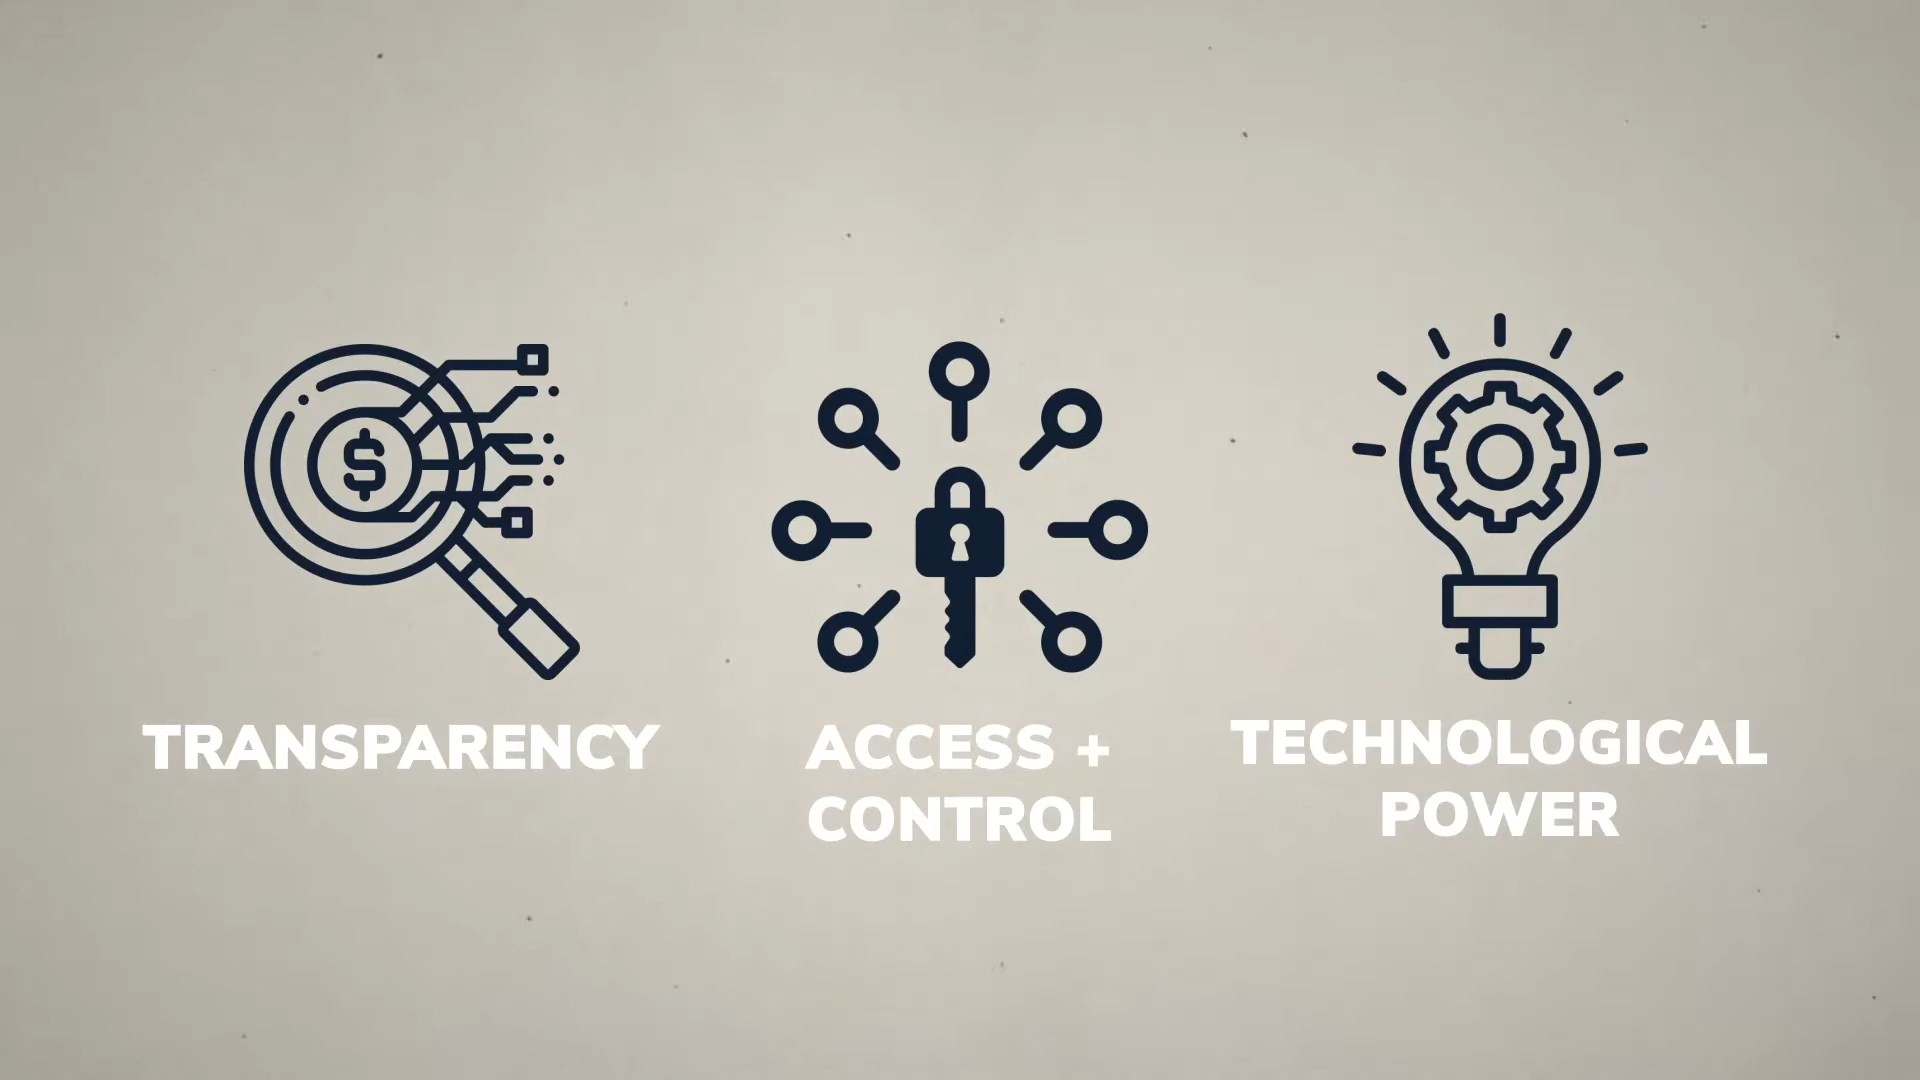 TRANSPARENCY
ACCESS +
CONTROL
TECHNOLOGICAL
POWER